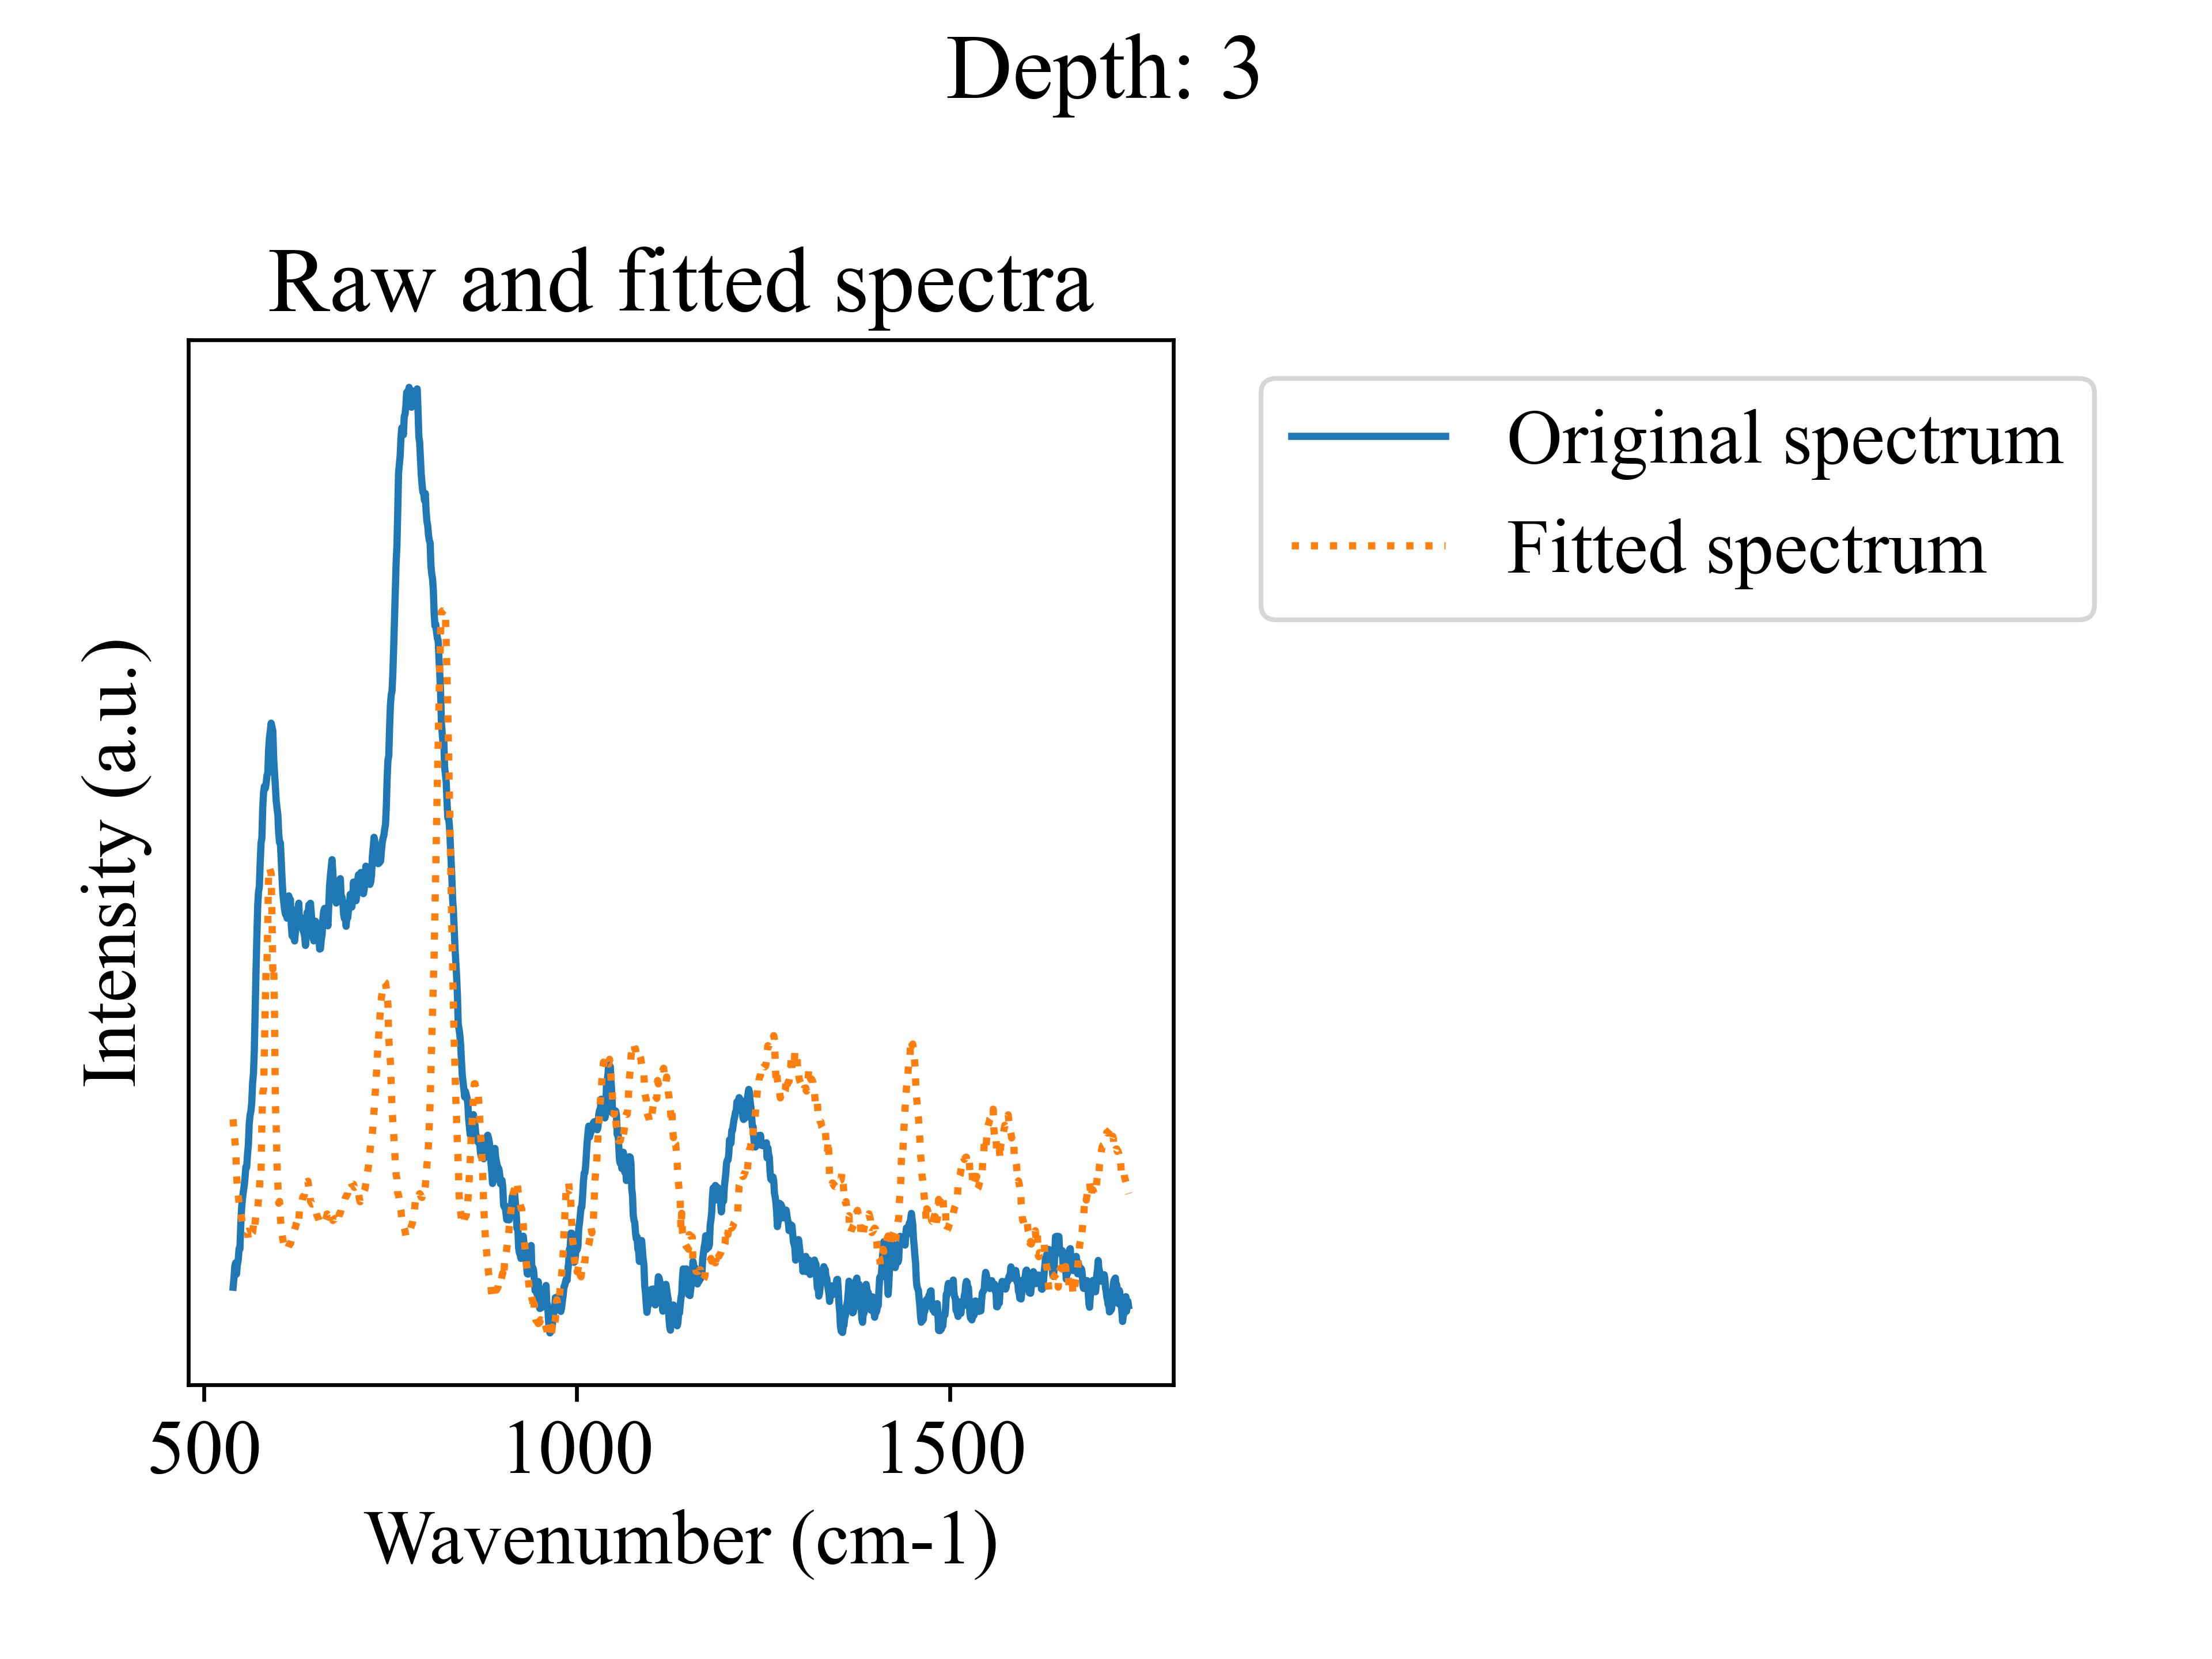 Depth: 3
Raw and fitted spectra
Original spectrum
Fitted spectrum
Intensity (a.u.)
500 1000 1500
Wavenumber (cm-1)